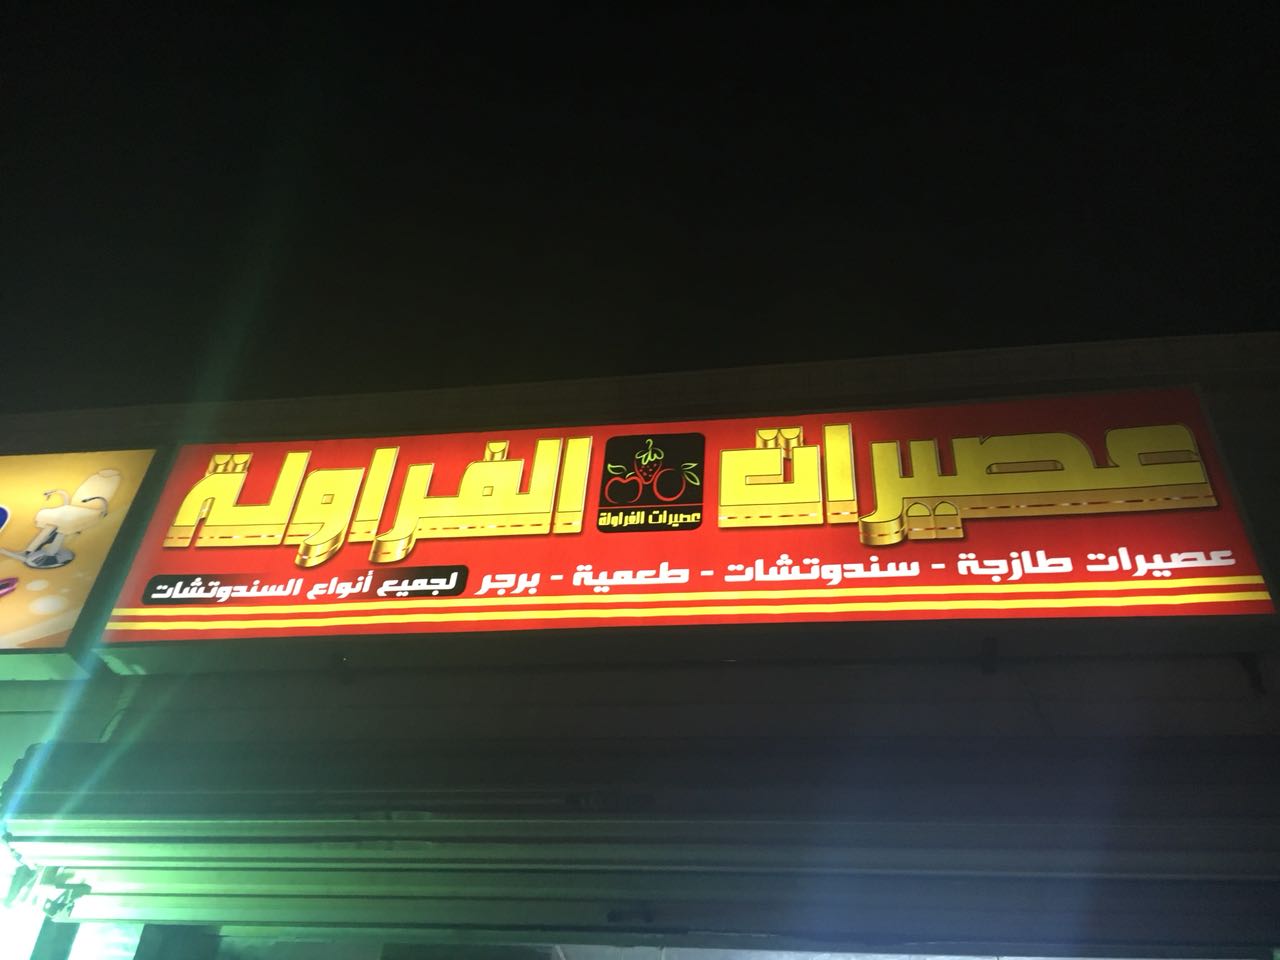 عصيرات الفراولة
عصيرات الفراولة
عصيرات طازجة - سندوتشات - طعمية - برجر لجميع أنواع السندوتشات